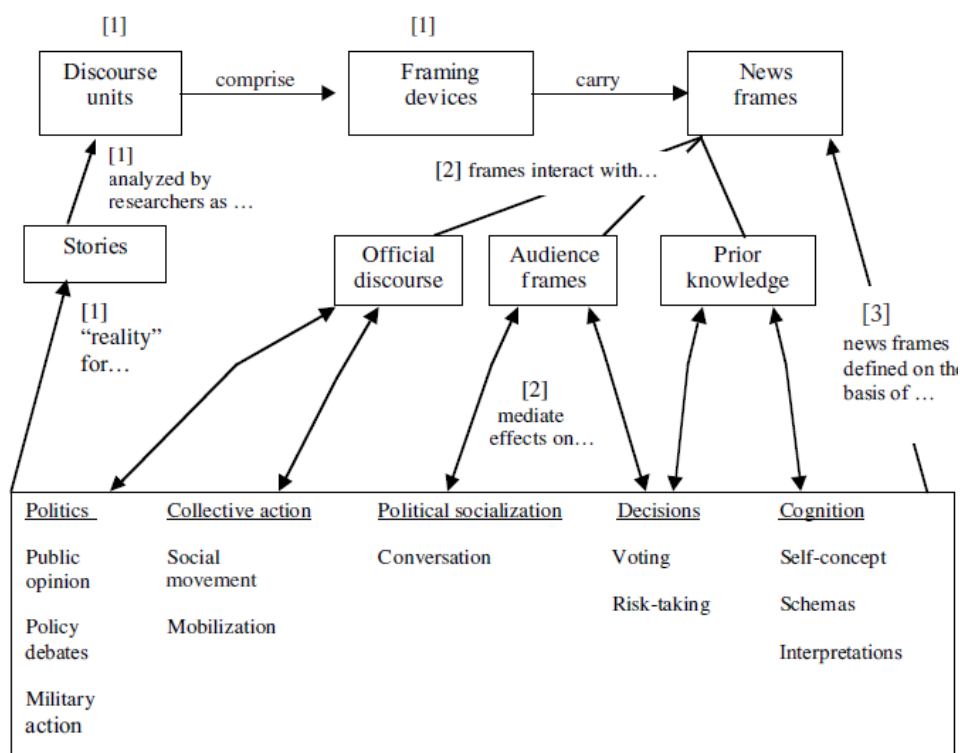 [1]
[1]
Discourse
units
comprise
Framing
devices
carry
News
frames
[1]
analyzed by
researchers as …
[2] frames interact with…
Stories
Official
discourse
Audience
frames
Prior
knowledge
[1]
“reality”
for…
[3]
news frames
defined on the
basis of …
[2]
mediate
effects on…
Politics
Public
opinion
Policy
debates
Military
action
Collective action
Social
movement
Mobilization
Political socialization
Conversation
Decisions
Voting
Risk-taking
Cognition
Self-concept
Schemas
Interpretations